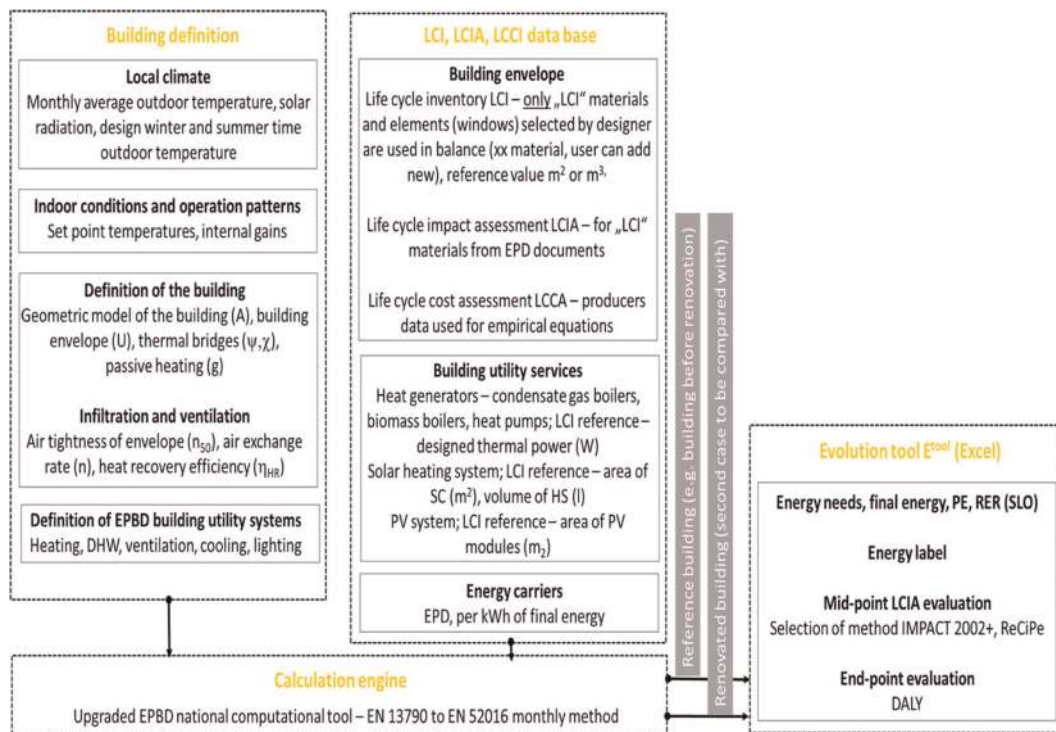 Building definition
Local climate
Monthly average outdoor temperature, solar
radiation, design winter and summer time
outdoor temperature
Indoor conditions and operation patterns
Set point temperatures, internal gains
Definition of the building
Geometric model of the building (A), building
envelope (U), thermal bridges (ψ,χ),
passive heating (g)
Infiltration and ventilation
Air tightness of envelope (n50), air exchange
rate (n), heat recovery efficiency (ηHR)
Definition of EPBD building utility systems
Heating, DHW, ventilation, cooling, lighting
LCI, LCIA, LCCI data base
Building envelope
Life cycle inventory LCI – only „LCI“ materials
and elements (windows) selected by designer
are used in balance (xx material, user can add
new), reference value m² or m³.
Life cycle impact assessment LCIA – for „LCI“
materials from EPD documents
Life cycle cost assessment LCCA – producers
data used for empirical equations
Building utility services
Heat generators – condensate gas boilers,
biomass boilers, heat pumps; LCI reference –
designed thermal power (W)
Solar heating system; LCI reference – area of
SC (m²), volume of HS (l)
PV system; LCI reference – area of PV
modules (m₂)
Energy carriers
EPD, per kWh of final energy
Reference building (e.g. building before renovation)
Renovated building (second case to be compared with)
Evolution tool Etool (Excel)
Energy needs, final energy, PE, RER (SLO)
Energy label
Mid-point LCIA evaluation
Selection of method IMPACT 2002+, ReCiPe
End-point evaluation
DALY
Calculation engine
Upgraded EPBD national computational tool – EN 13790 to EN 52016 monthly method